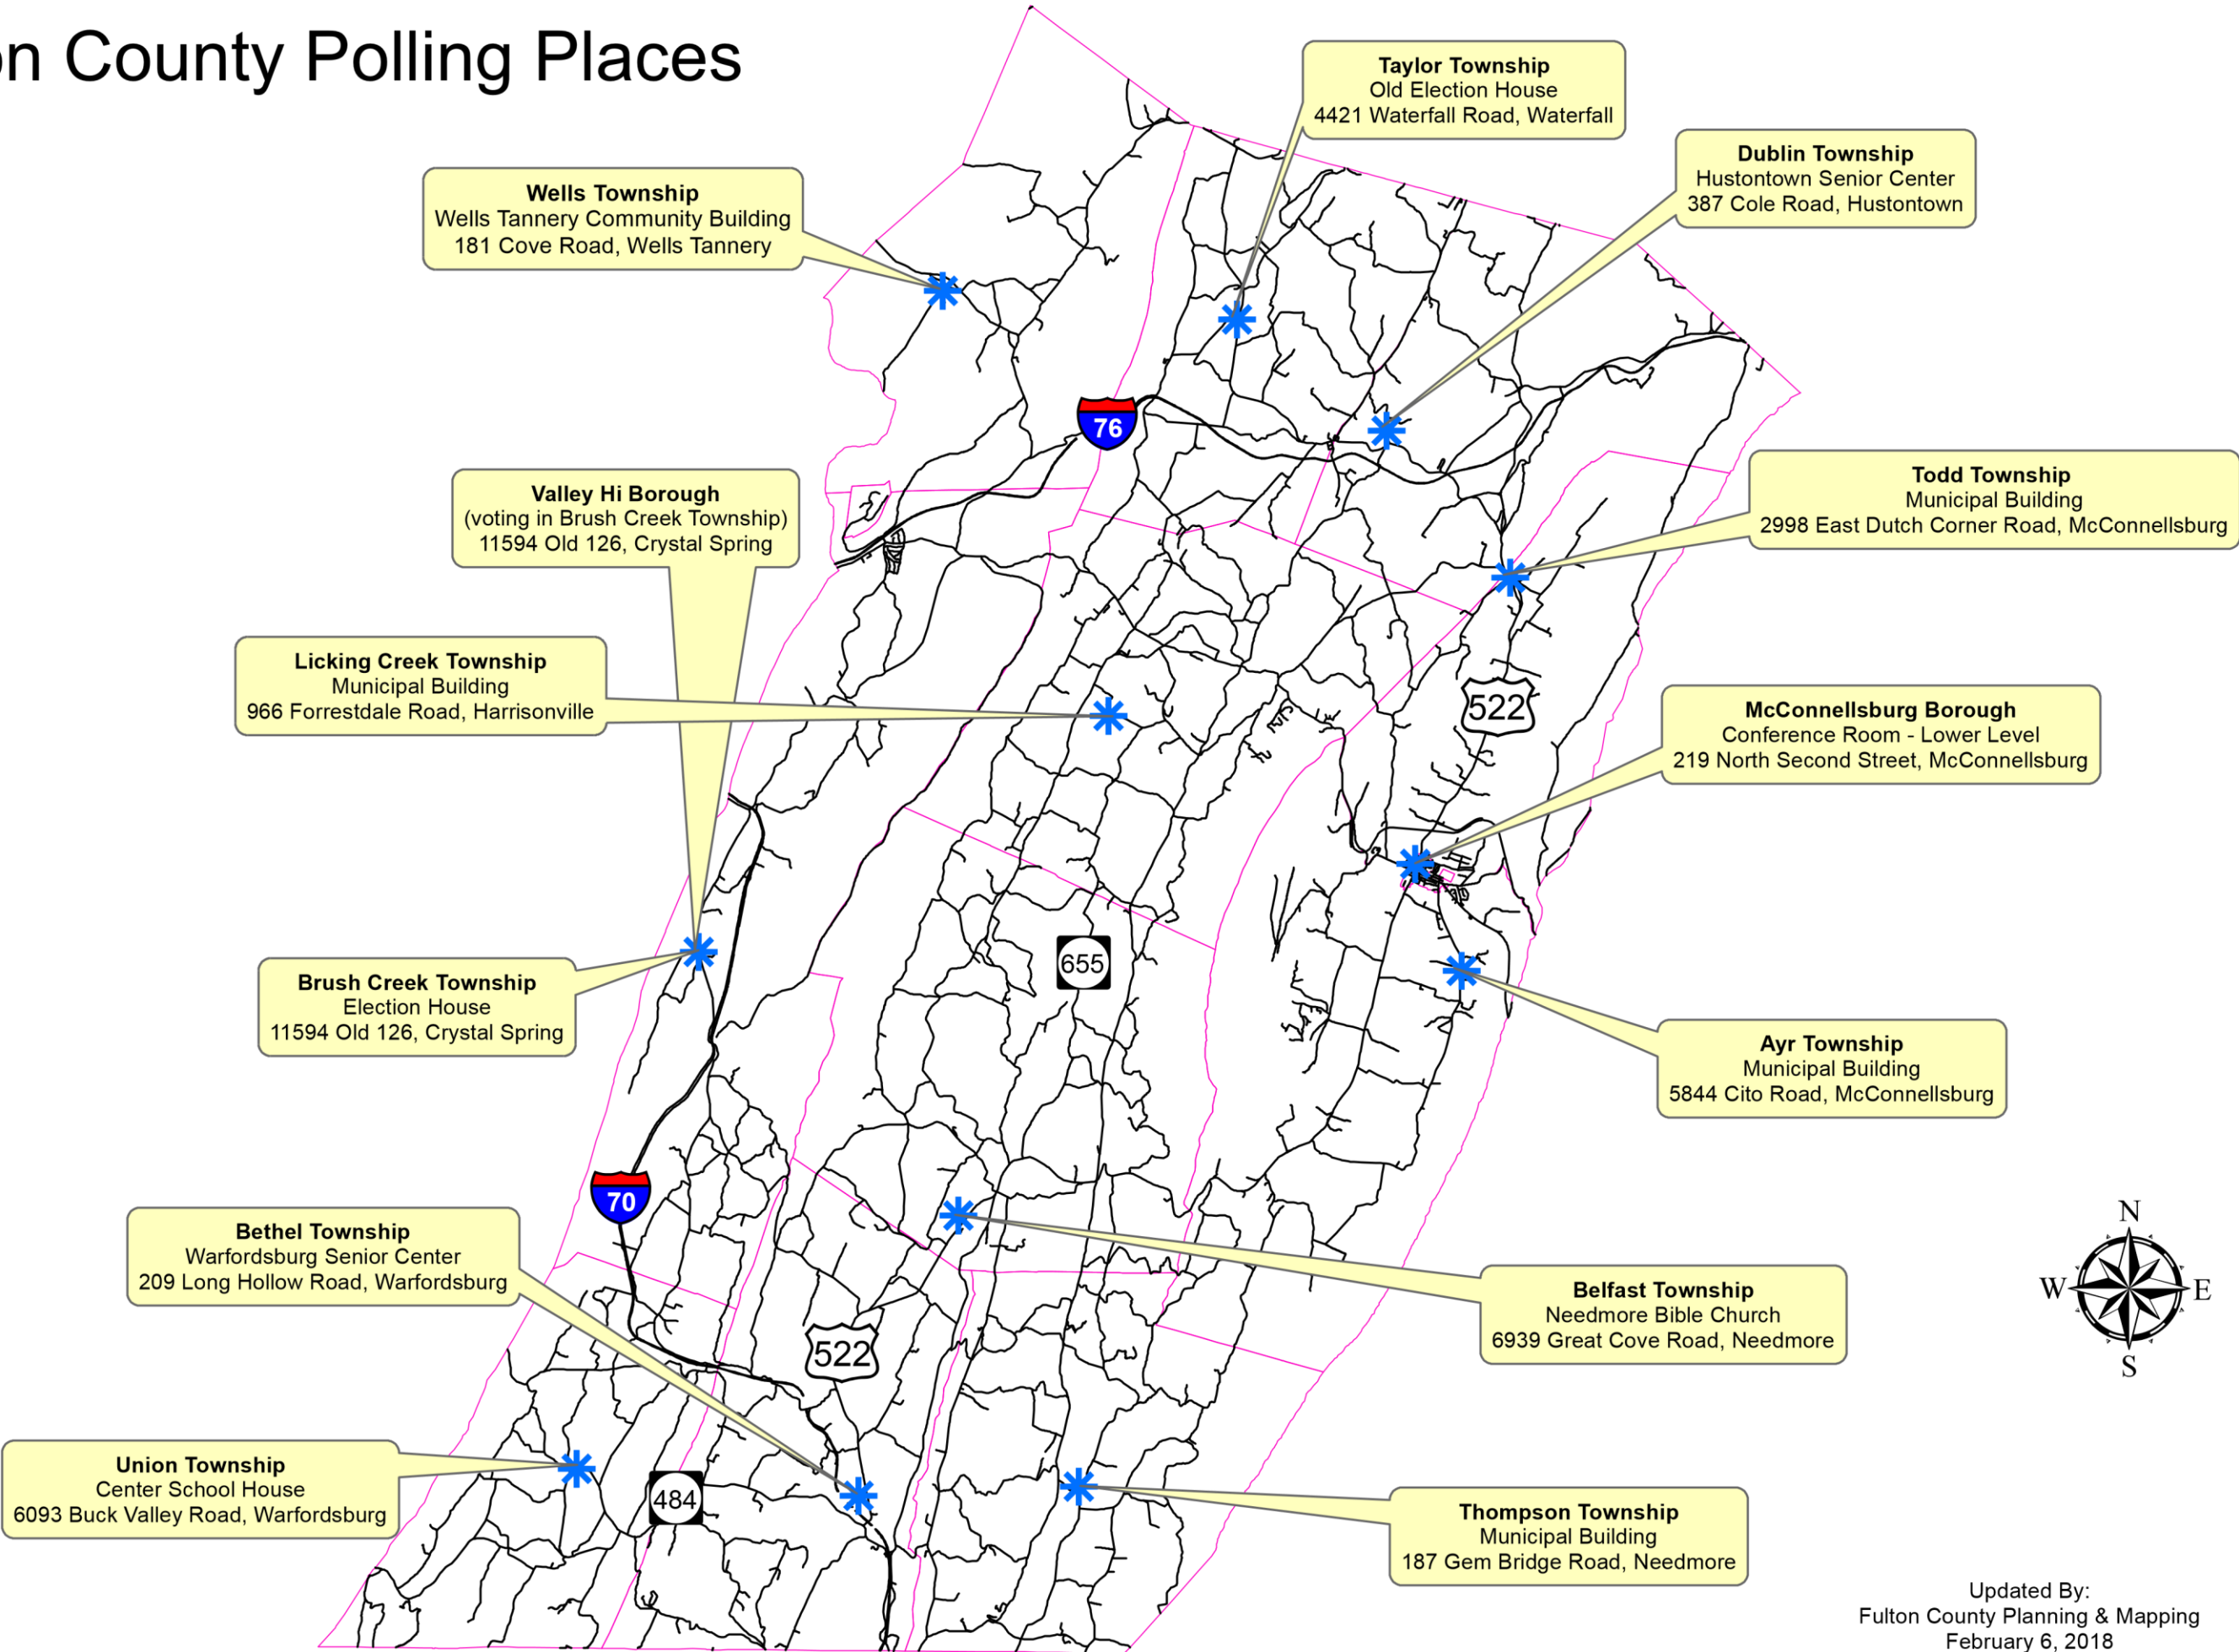 on County Polling Places
Taylor Township
Old Election House
4421 Waterfall Road, Waterfall
Dublin Township
Hustontown Senior Center
387 Cole Road, Hustontown
Wells Township
Wells Tannery Community Building
181 Cove Road, Wells Tannery
76
Valley Hi Borough
(voting in Brush Creek Township)
11594 Old 126, Crystal Spring
Todd Township
Municipal Building
2998 East Dutch Corner Road, McConnellsburg
Licking Creek Township
Municipal Building
966 Forrestdale Road, Harrisonville
522
McConnellsburg Borough
Conference Room - Lower Level
219 North Second Street, McConnellsburg
655
Brush Creek Township
Election House
11594 Old 126, Crystal Spring
Ayr Township
Municipal Building
5844 Cito Road, McConnellsburg
70
Bethel Township
Warfordsburg Senior Center
209 Long Hollow Road, Warfordsburg
N
W
E
S
Belfast Township
Needmore Bible Church
6939 Great Cove Road, Needmore
522
Union Township
Center School House
6093 Buck Valley Road, Warfordsburg
484
Thompson Township
Municipal Building
187 Gem Bridge Road, Needmore
Updated By:
Fulton County Planning & Mapping
February 6, 2018